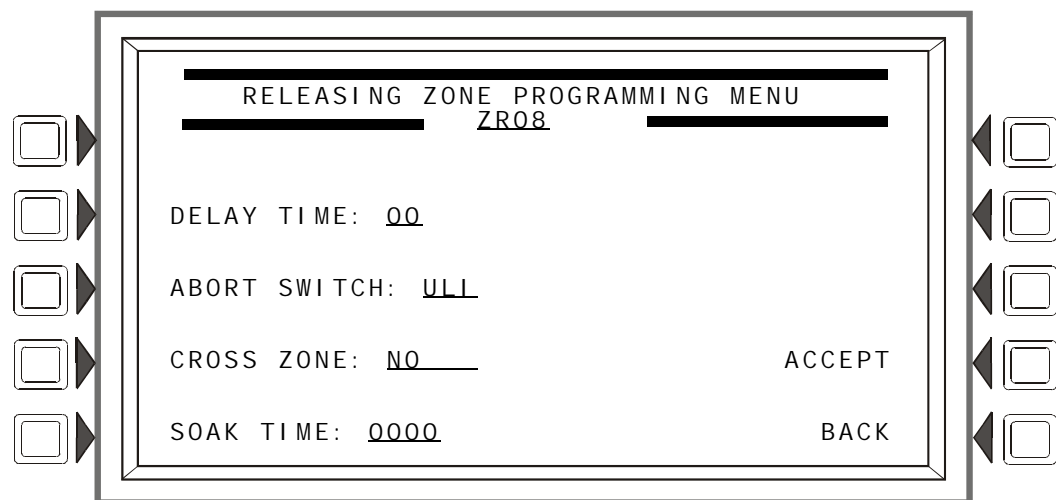 RELEASING ZONE PROGRAMMING MENU
ZR08
DELAY TIME: 00
ABORT SWITCH: ULI
CROSS ZONE: NO
ACCEPT
SOAK TIME: 0000
BACK